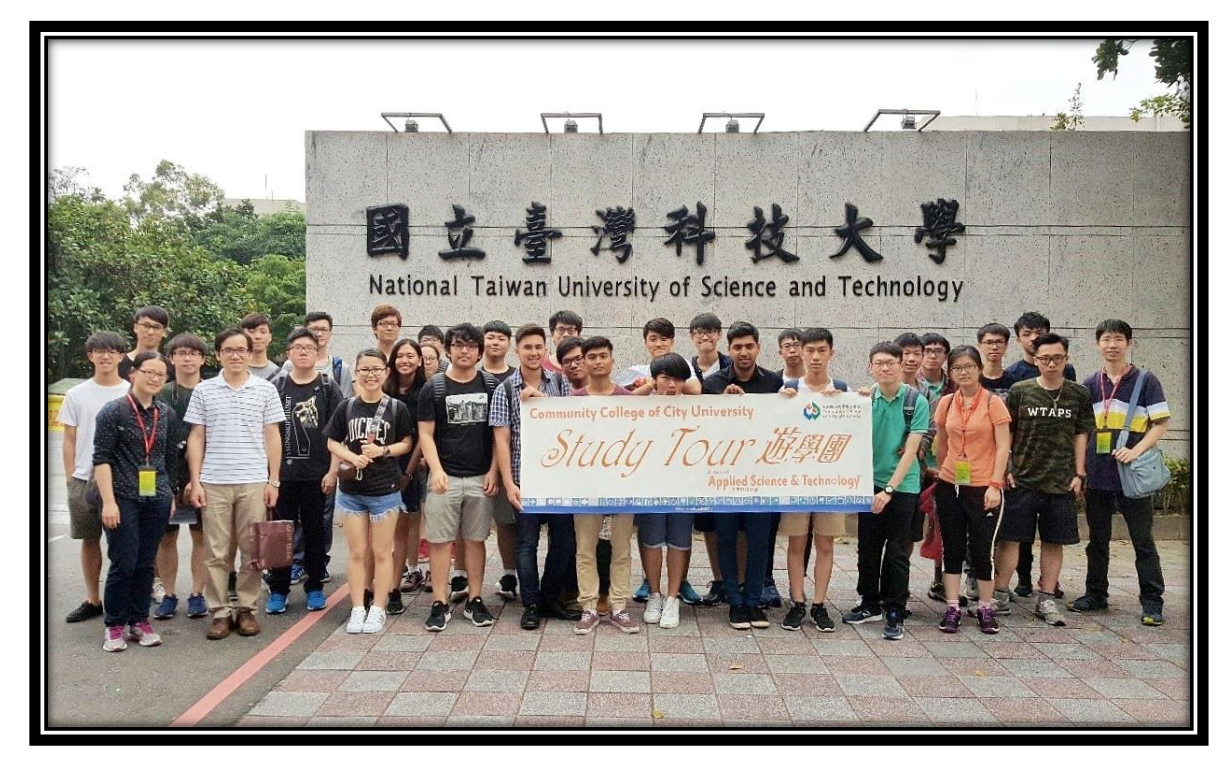 國立臺灣科技大學
National Taiwan University of Science and Technology
Community College of City University
Study Tour 遊學團
Applied Science & Technology
WTAPS